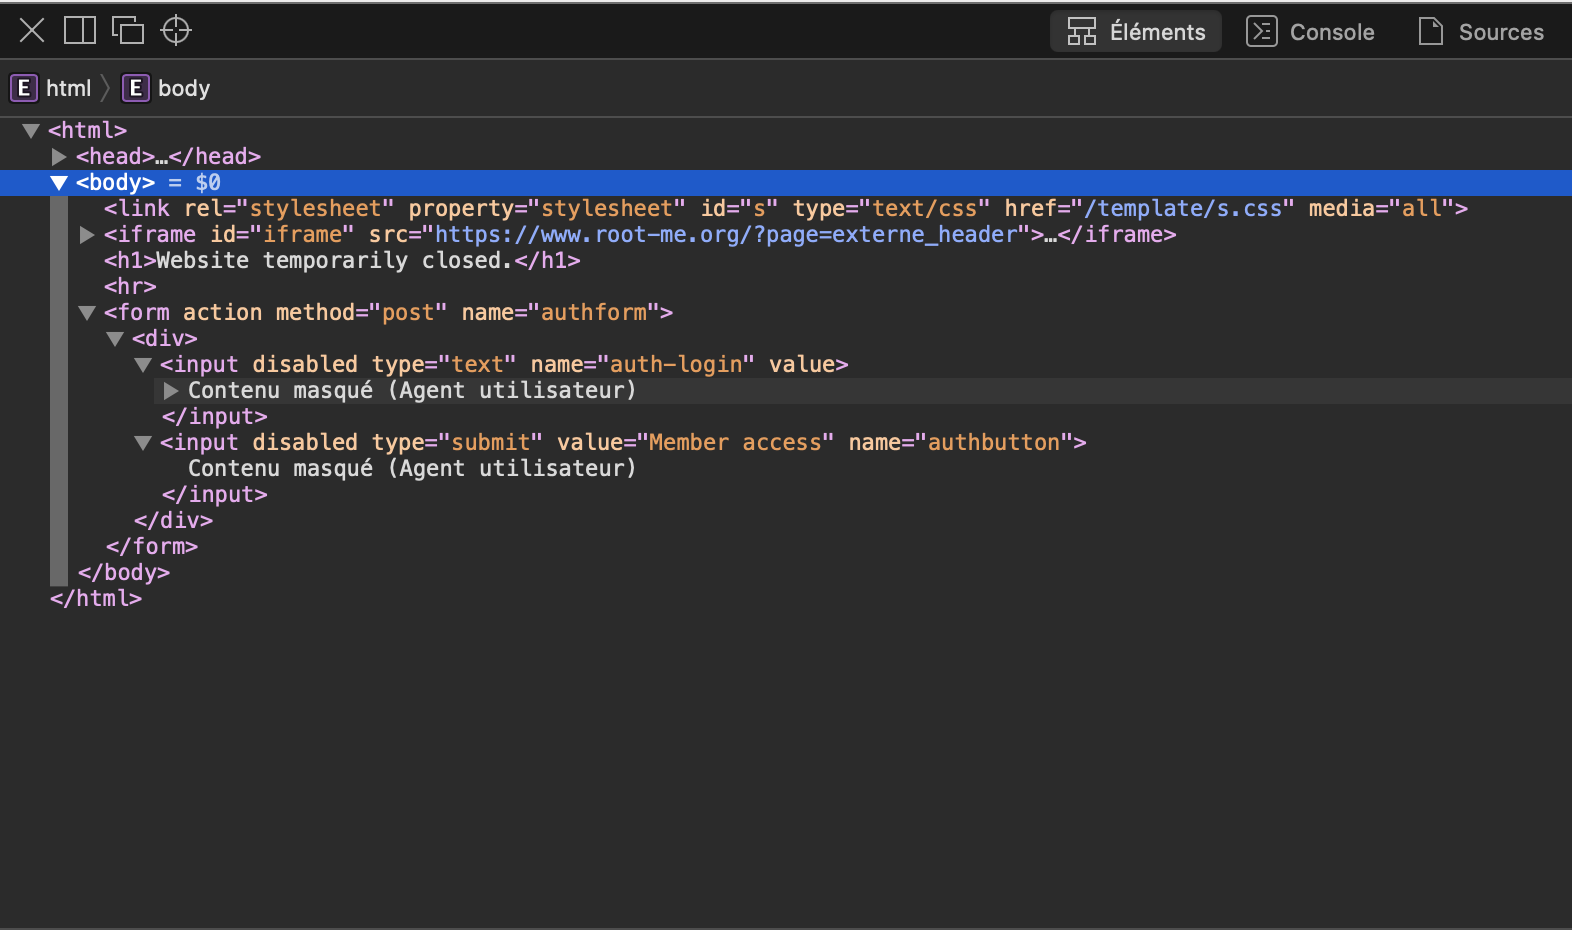 Éléments Console Sources
E html E body
<html>
<head>…</head>
<body> = $0
<link rel="stylesheet" property="stylesheet" id="s" type="text/css" href="/template/s.css" media="all">
<iframe id="iframe" src="https://www.root-me.org/?page=externe_header">…</iframe>
<h1>Website temporarily closed.</h1>
<hr>
<form action method="post" name="authform">
<div>
<input disabled type="text" name="auth-login" value>
Contenu masqué (Agent utilisateur)
</input>
<input disabled type="submit" value="Member access" name="authbutton">
Contenu masqué (Agent utilisateur)
</input>
</div>
</form>
</body>
</html>